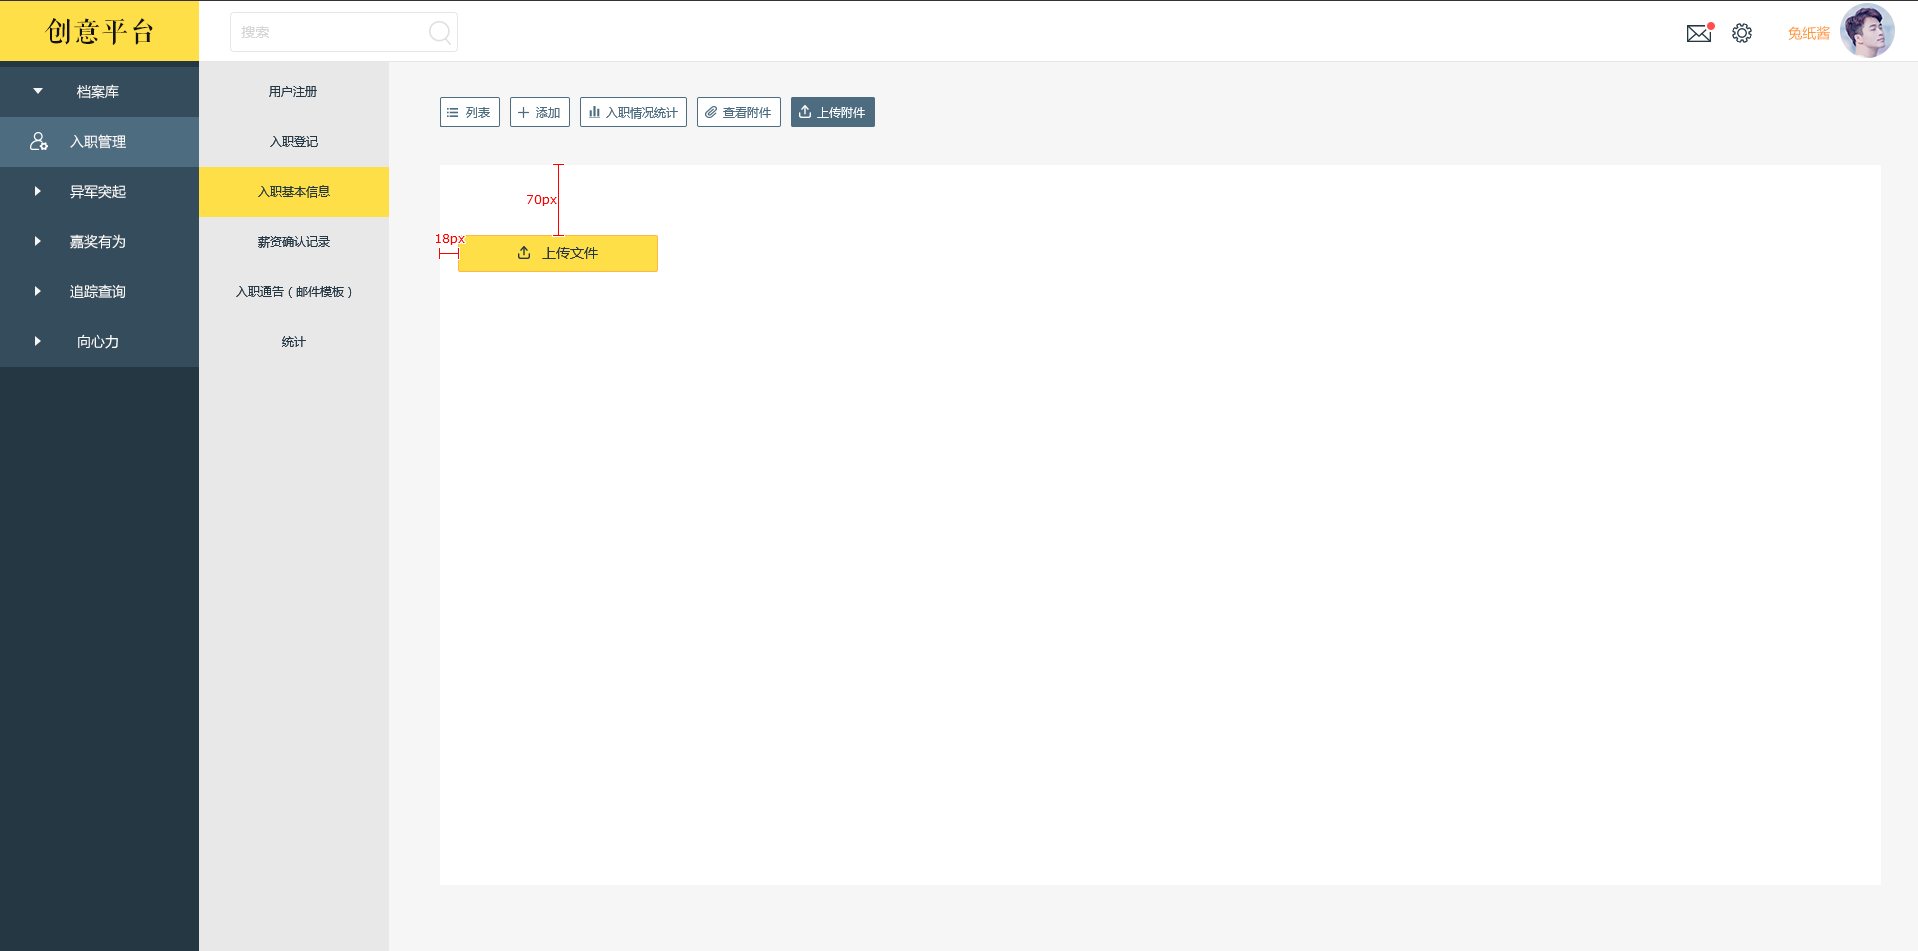 创意平台
搜索
兔纸酱
档案库
入职管理
异军突起
嘉奖有为
追踪查询
向心力
用户注册
入职登记
入职基本信息
薪资确认记录
入职通告（邮件模板）
统计
列表
添加
入职情况统计
查看附件
上传附件
70px
18px
上传文件